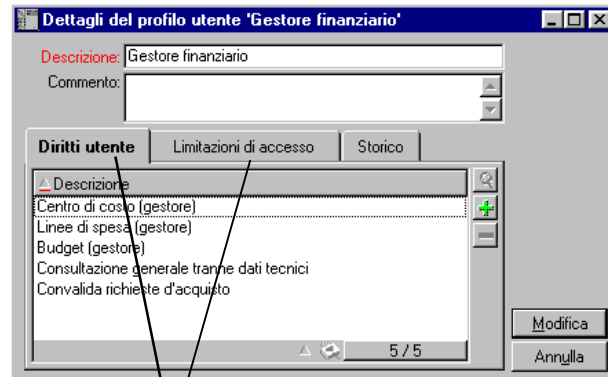 Dettagli del profilo utente 'Gestore finanziario'
Descrizione: Gestore finanziario
Commento:
Diritti utente Limitazioni di accesso Storico
Descrizione
Centro di costo (gestore)
Linee di spesa (gestore)
Budget (gestore)
Consultazione generale tranne dati tecnici
Convalida richieste d'acquisto
5 / 5
Modifica
Annulla